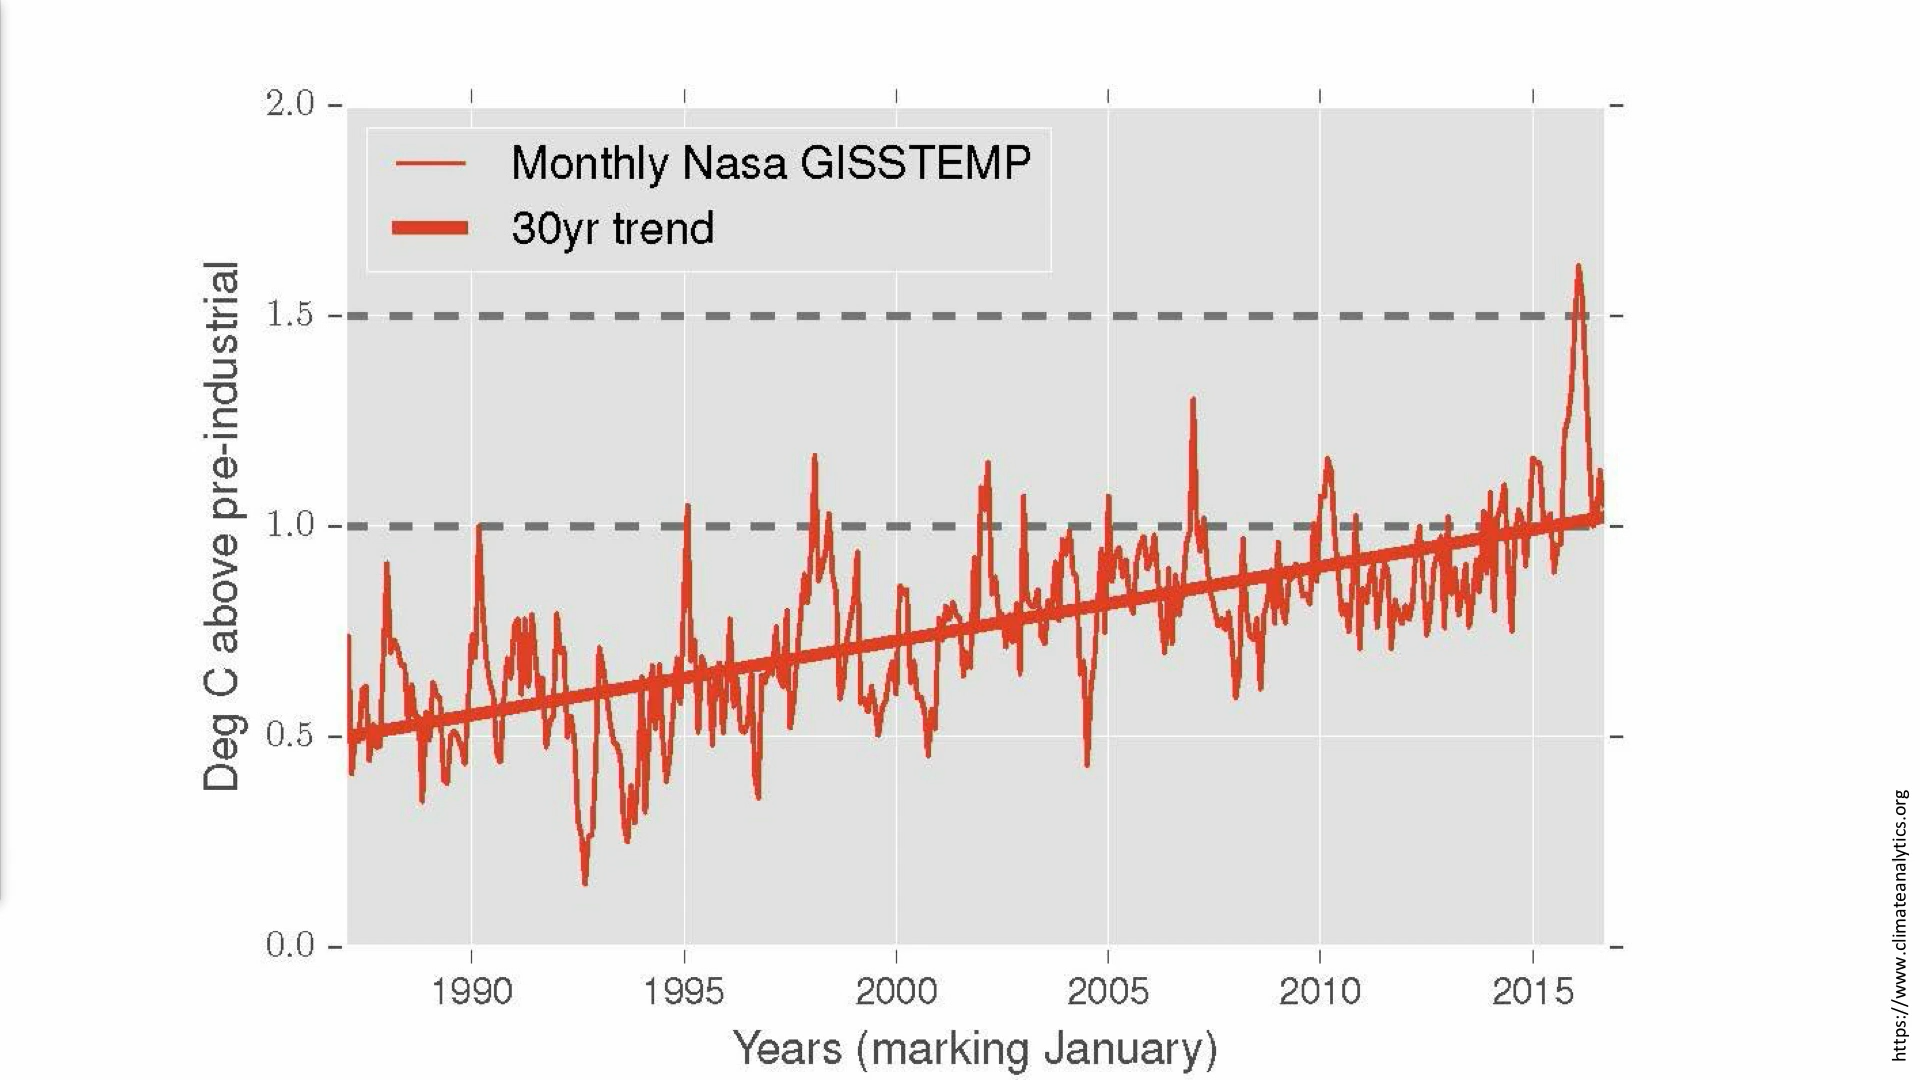 2.0
Monthly Nasa GISSTEMP
30yr trend
1.5
1.0
0.5
0.0
Deg C above pre-industrial
1990 1995 2000 2005 2010 2015
Years (marking January)
https://www.climateanalytics.org